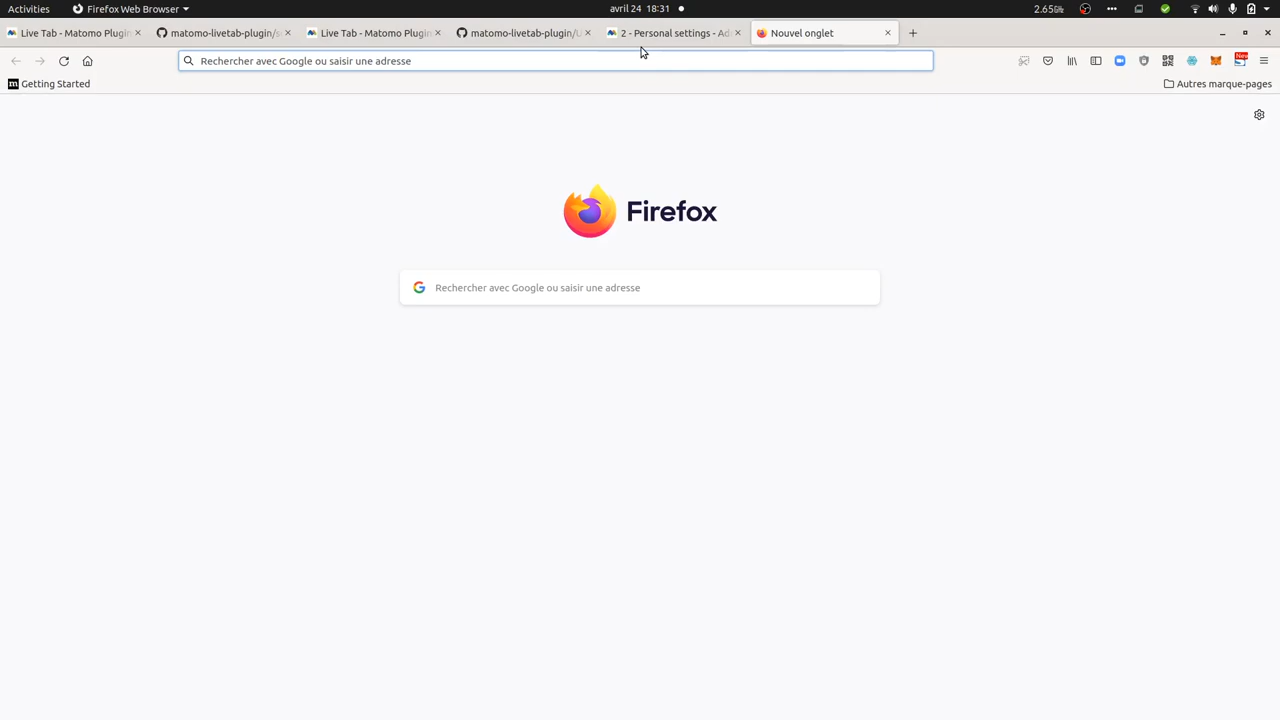 Activities
Firefox Web Browser
avril 24 18:31
2.65
Live Tab - Matomo Plugin
matomo-livetab-plugin/s
Live Tab - Matomo Plugin
matomo-livetab-plugin/U
2 - Personal settings - Ad
Nouvel onglet
Rechercher avec Google ou saisir une adresse
New
Getting Started
Autres marque-pages
Firefox
Rechercher avec Google ou saisir une adresse